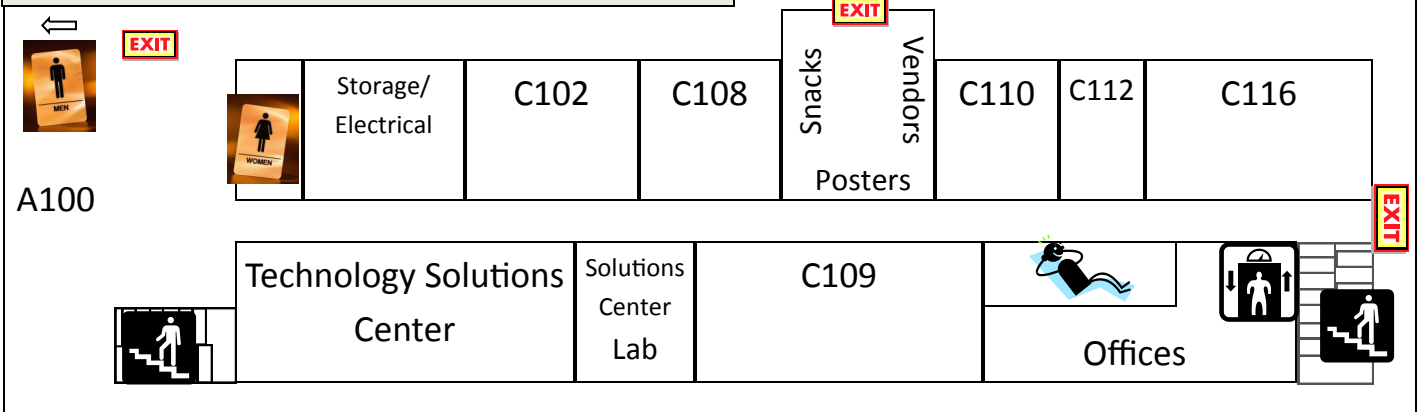 EXIT
MEN
EXIT
WOMEN
Storage/
Electrical
C102
C108
Snacks
Vendors
Posters
C110
C112
C116
A100
EXIT
Technology Solutions
Center
Solutions
Center
Lab
C109
Offices